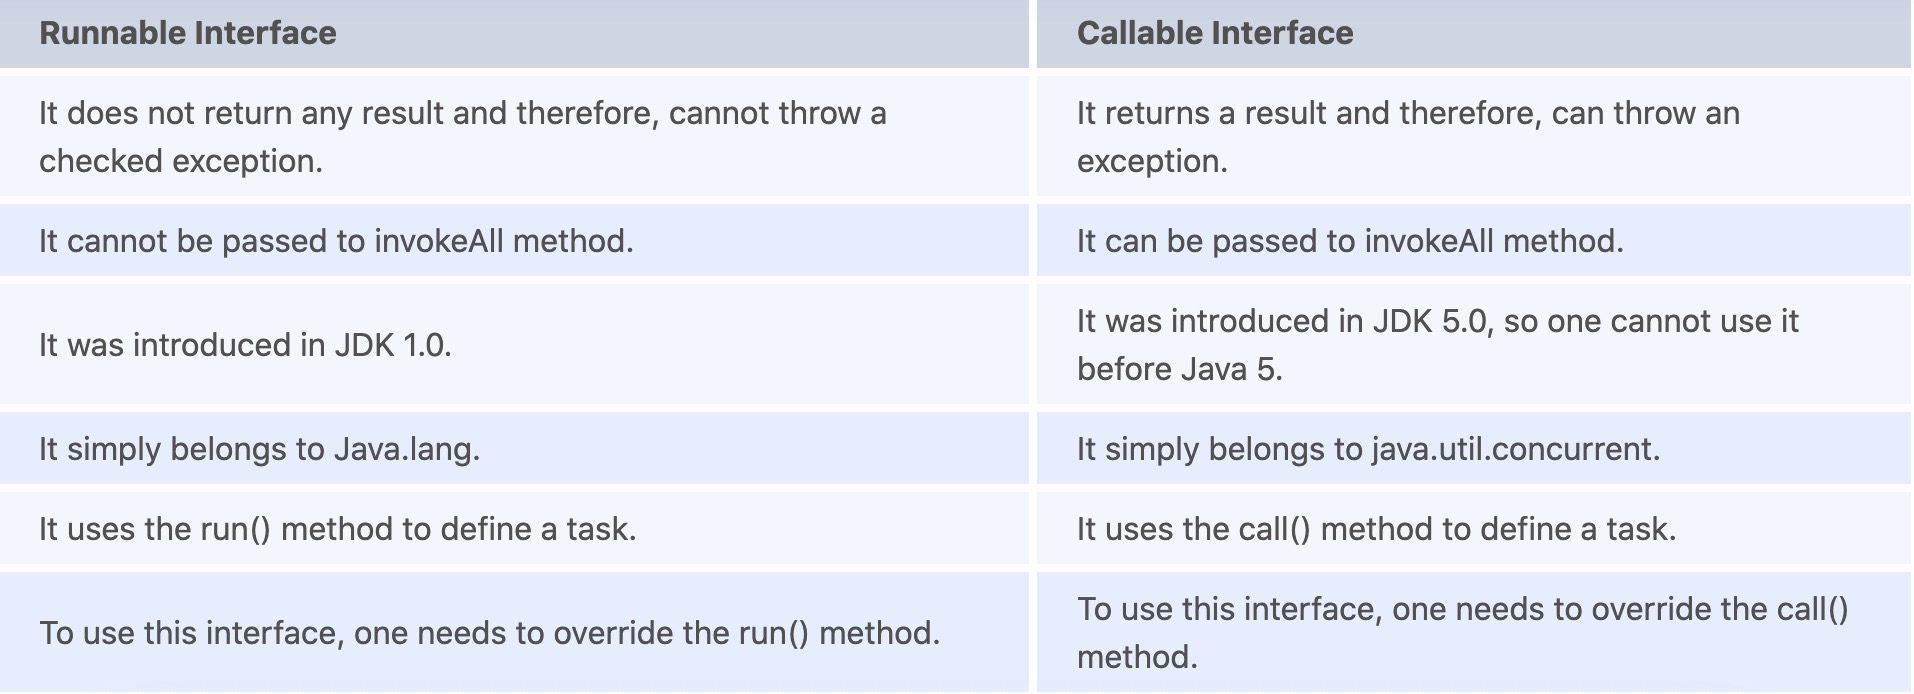 Runnable Interface
Callable Interface
It does not return any result and therefore, cannot throw a
checked exception.
It returns a result and therefore, can throw an
exception.
It cannot be passed to invokeAll method.
It can be passed to invokeAll method.
It was introduced in JDK 1.0.
It was introduced in JDK 5.0, so one cannot use it
before Java 5.
It simply belongs to Java.lang.
It simply belongs to java.util.concurrent.
It uses the run() method to define a task.
It uses the call() method to define a task.
To use this interface, one needs to override the run() method.
To use this interface, one needs to override the call()
method.